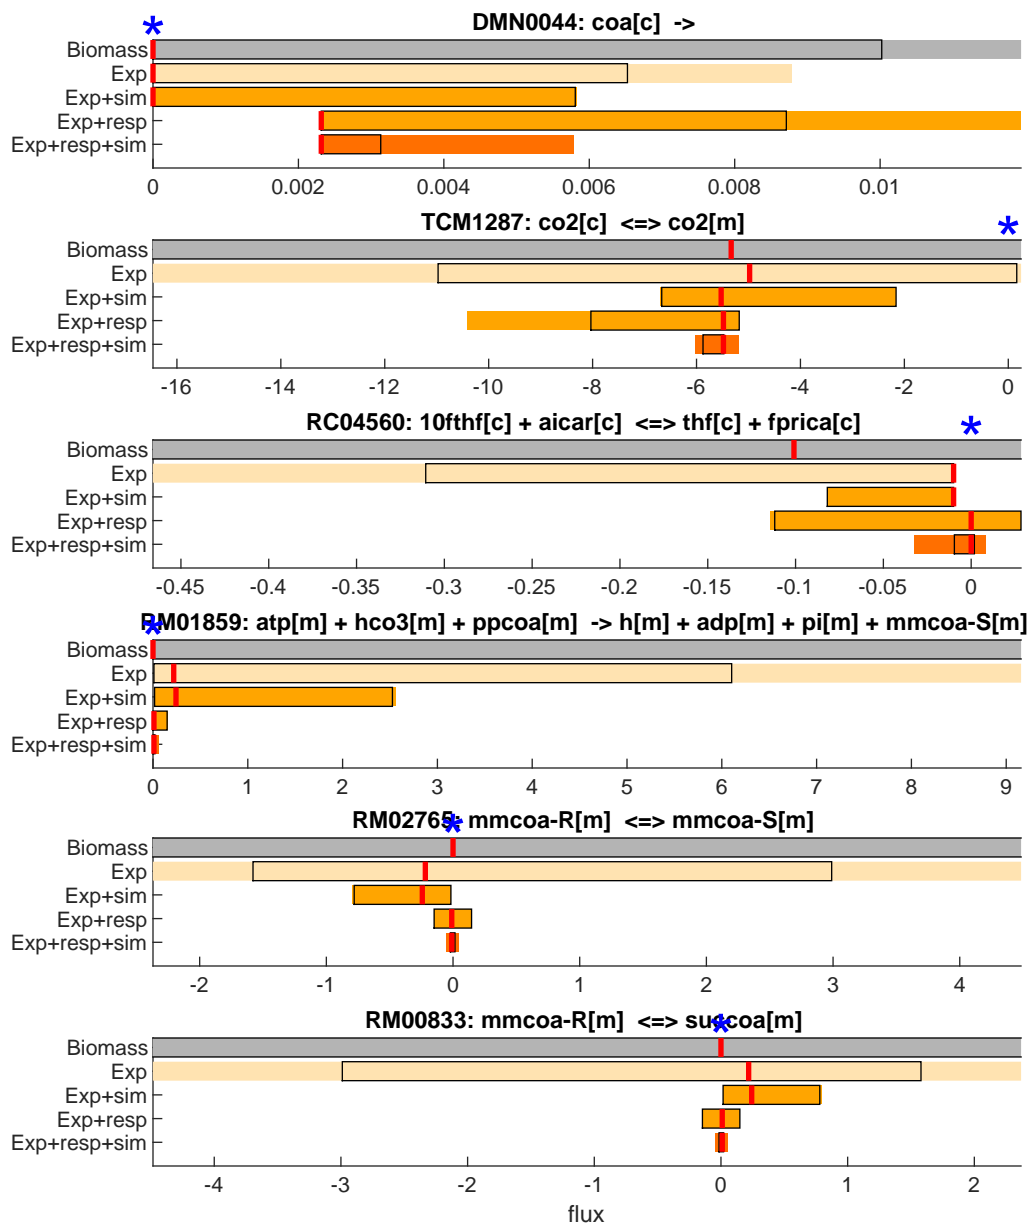 DMN0044: coa[c] ->
Biomass
Exp
Exp+sim
Exp+resp
Exp+resp+sim
0 0.002 0.004 0.006 0.008 0.01
TCM1287: co2[c] <=> co2[m]
Biomass
Exp
Exp+sim
Exp+resp
Exp+resp+sim
-16 -14 -12 -10 -8 -6 -4 -2 0
RC04560: 10fthf[c] + aicar[c] <=> thf[c] + fprica[c]
Biomass
Exp
Exp+sim
Exp+resp
Exp+resp+sim
-0.45 -0.4 -0.35 -0.3 -0.25 -0.2 -0.15 -0.1 -0.05 0
RM01859: atp[m] + hco3[m] + ppcoa[m] -> h[m] + adp[m] + pi[m] + mmcoa-S[m]
Biomass
Exp
Exp+sim
Exp+resp
Exp+resp+sim
0 1 2 3 4 5 6 7 8 9
RM02765: mmcoa-R[m] <=> mmcoa-S[m]
Biomass
Exp
Exp+sim
Exp+resp
Exp+resp+sim
-2 -1 0 1 2 3 4
RM00833: mmcoa-R[m] <=> succoa[m]
Biomass
Exp
Exp+sim
Exp+resp
Exp+resp+sim
-4 -3 -2 -1 0 1 2
flux